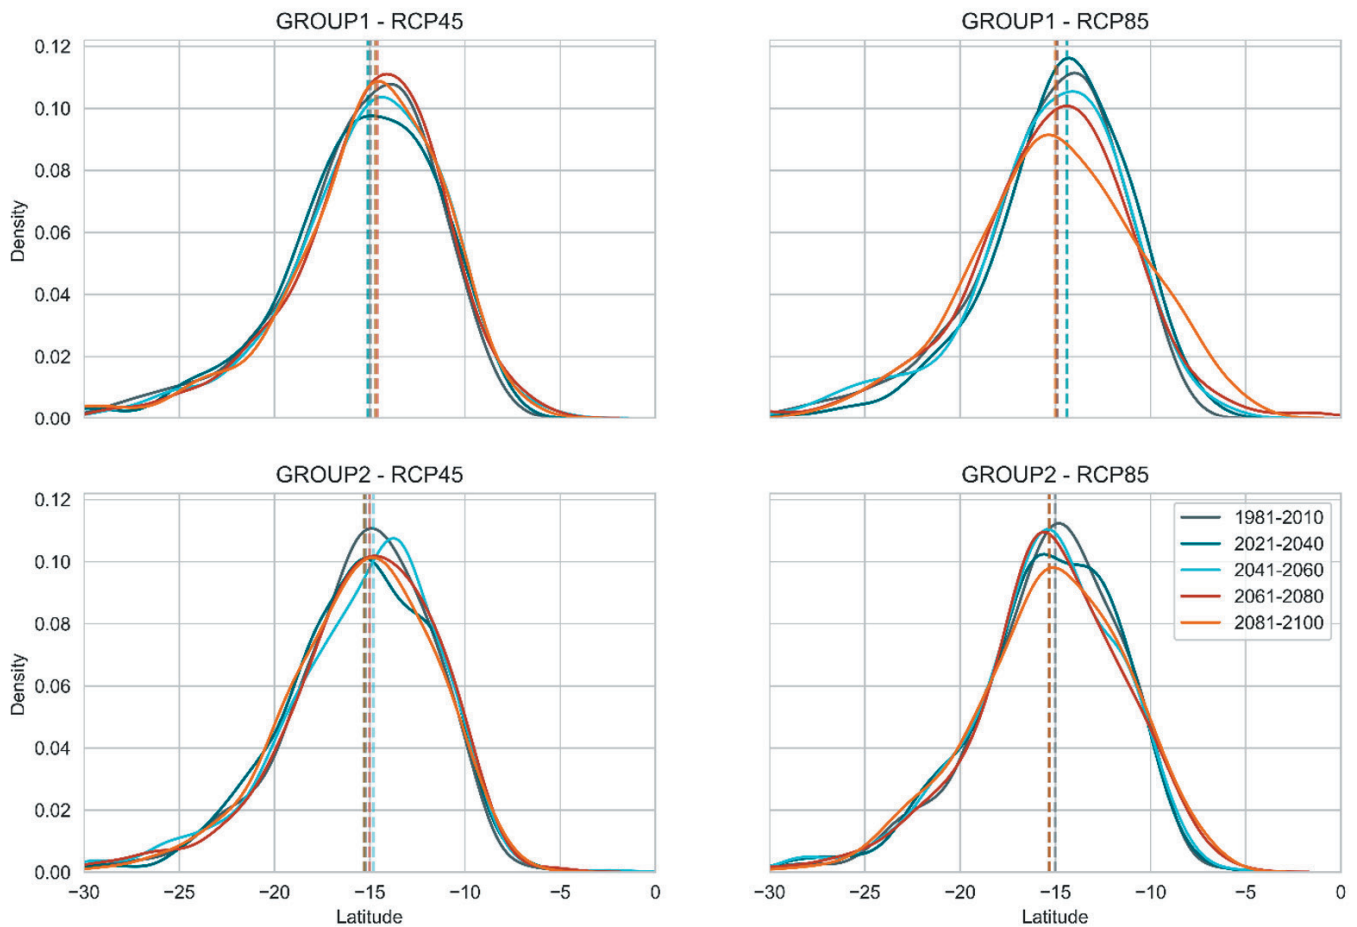 GROUP1 - RCP45
GROUP1 - RCP85
0.12
0.10
0.08
0.06
0.04
0.02
0.00
Density
GROUP2 - RCP45
GROUP2 - RCP85
0.12
0.10
0.08
0.06
0.04
0.02
0.00
Density
1981-2010
2021-2040
2041-2060
2061-2080
2081-2100
−30 −25 −20 −15 −10 −5 0
−30 −25 −20 −15 −10 −5 0
Latitude
Latitude